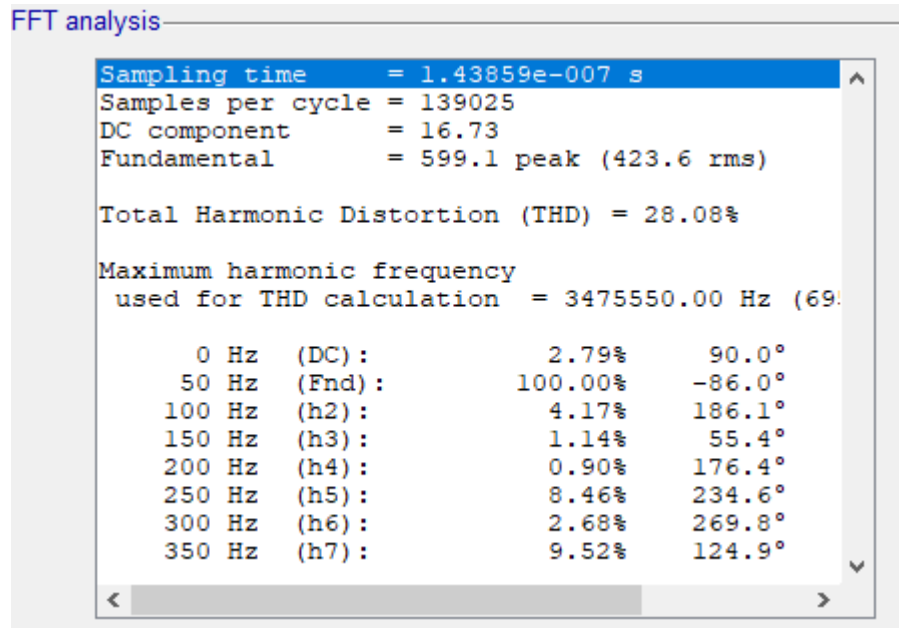 FFT analysis
Sampling time = 1.43859e-007 s
Samples per cycle = 139025
DC component = 16.73
Fundamental = 599.1 peak (423.6 rms)
Total Harmonic Distortion (THD) = 28.08%
Maximum harmonic frequency
used for THD calculation = 3475550.00 Hz (69
0 Hz (DC): 2.79% 90.0°
50 Hz (Fnd): 100.00% -86.0°
100 Hz (h2): 4.17% 186.1°
150 Hz (h3): 1.14% 55.4°
200 Hz (h4): 0.90% 176.4°
250 Hz (h5): 8.46% 234.6°
300 Hz (h6): 2.68% 269.8°
350 Hz (h7): 9.52% 124.9°